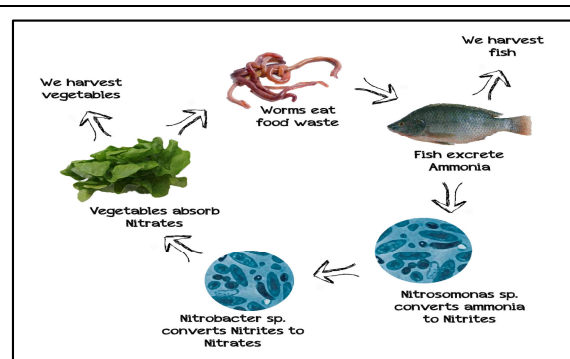 We harvest
fish
We harvest
vegetables
Worms eat
food waste
Fish excrete
Ammonia
Vegetables absorb
Nitrates
Nitrosomonas sp.
converts ammonia
to Nitrites
Nitrobacter sp.
converts Nitrites to
Nitrates